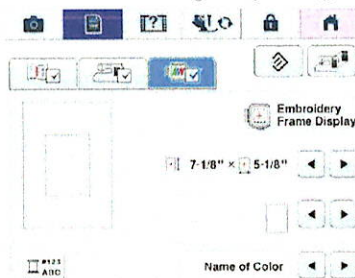 Embroidery
Frame Display
7-1/8" × 5-1/8"
#123
ABC
Name of Color